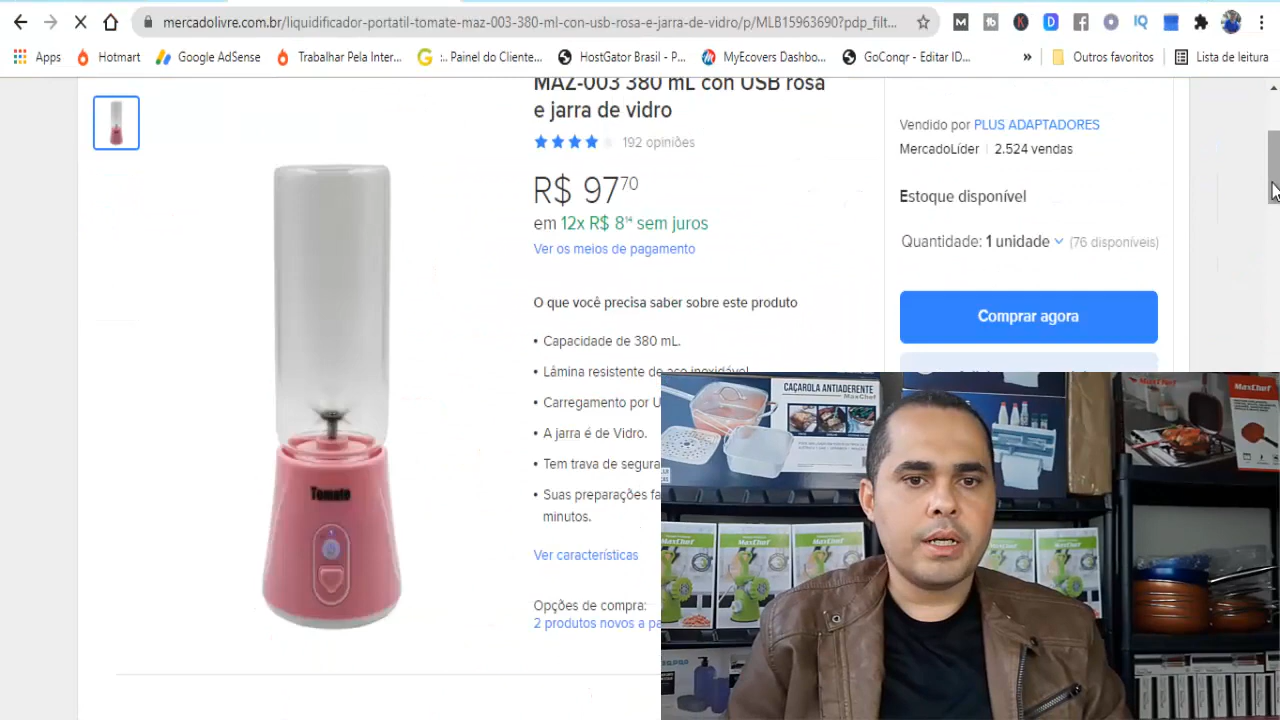 mercadolivre.com.br/liquidificador-portatil-tomate-maz-003-380-ml-con-usb-rosa-e-jarra-de-vidro/p/MLB15963690?pdp_filt...
Apps
Hotmart
Google AdSense
Trabalhar Pela Inter...
:: Painel do Cliente...
HostGator Brasil - P...
MyEcovers Dashbo...
GoConqr - Editar ID...
»
Outros favoritos
Lista de leitura
MAZ-003 380 mL con USB rosa
e jarra de vidro
192 opiniões
R$ 97 70
em 12x R$ 8 14 sem juros
Ver os meios de pagamento
O que você precisa saber sobre este produto
• Capacidade de 380 mL.
• Lâmina resistente de aço inoxidável
• Carregamento por U
• A jarra é de Vidro.
• Tem trava de segura
• Suas preparações fa
minutos.
Ver características
Opções de compra:
2 produtos novos a pa
Vendido por PLUS ADAPTADORES
MercadoLíder | 2.524 vendas
Estoque disponível
Quantidade: 1 unidade (76 disponíveis)
Comprar agora
Tomate
CAÇAROLA ANTIADERENTE
MaxChef
MaxChef
MaxChef
MaxChef
MaxChef
MaxChef